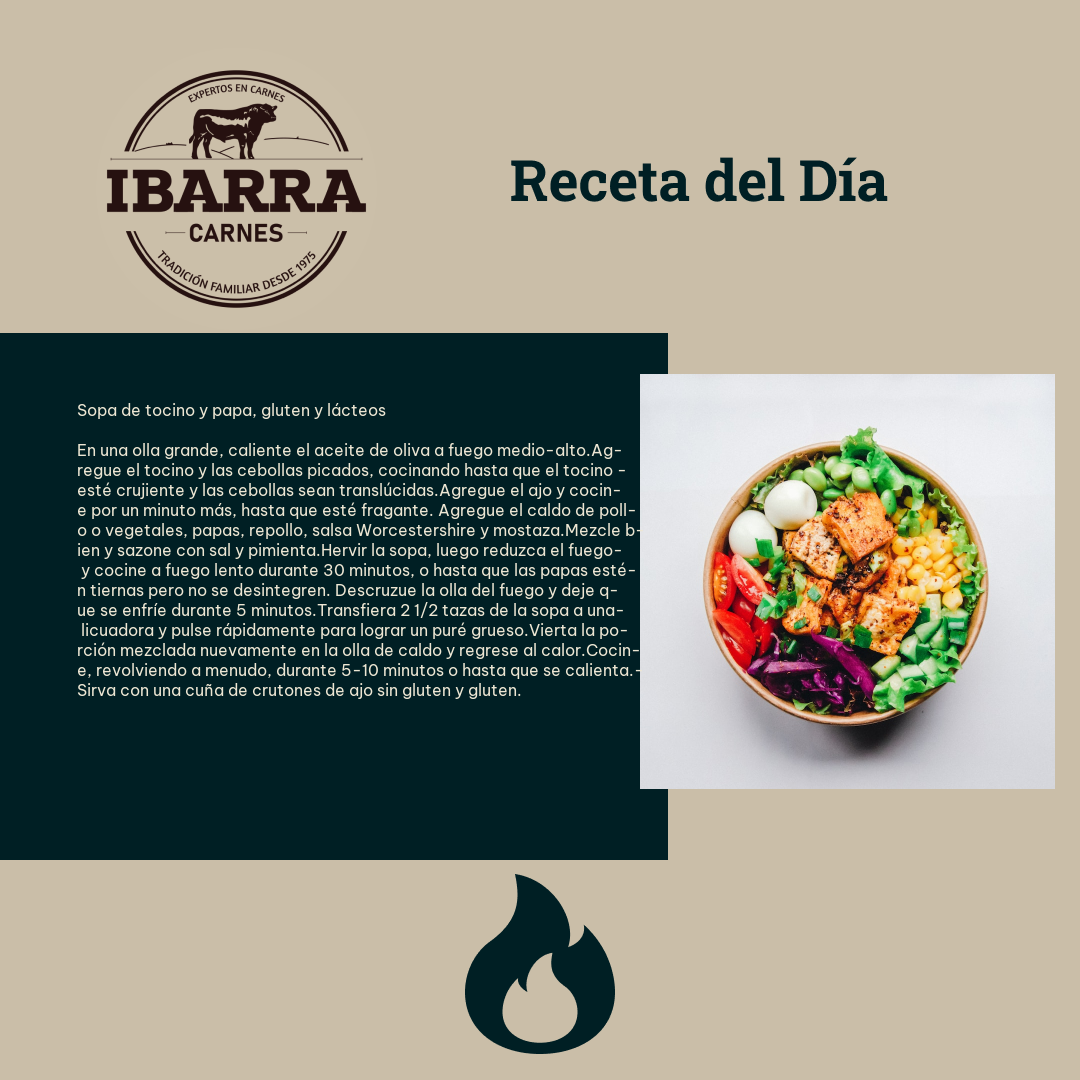 EXPERTOS EN CARNES
IBARRA
CARNES
TRADICIÓN FAMILIAR DESDE 1975
Receta del Día
Sopa de tocino y papa, gluten y lácteos
En una olla grande, caliente el aceite de oliva a fuego medio-alto.Ag-
regue el tocino y las cebollas picados, cocinando hasta que el tocino -
esté crujiente y las cebollas sean translúcidas.Agregue el ajo y cocin-
e por un minuto más, hasta que esté fragante. Agregue el caldo de poll-
o o vegetales, papas, repollo, salsa Worcestershire y mostaza.Mezcle b-
ien y sazone con sal y pimienta.Hervir la sopa, luego reduzca el fuego-
y cocine a fuego lento durante 30 minutos, o hasta que las papas esté-
n tiernas pero no se desintegren. Descruzue la olla del fuego y deje q-
ue se enfríe durante 5 minutos.Transfiera 2 1/2 tazas de la sopa a una-
licuadora y pulse rápidamente para lograr un puré grueso.Vierta la po-
rción mezclada nuevamente en la olla de caldo y regrese al calor.Cocin-
e, revolviendo a menudo, durante 5-10 minutos o hasta que se calienta.-
Sirva con una cuña de crutones de ajo sin gluten y gluten.